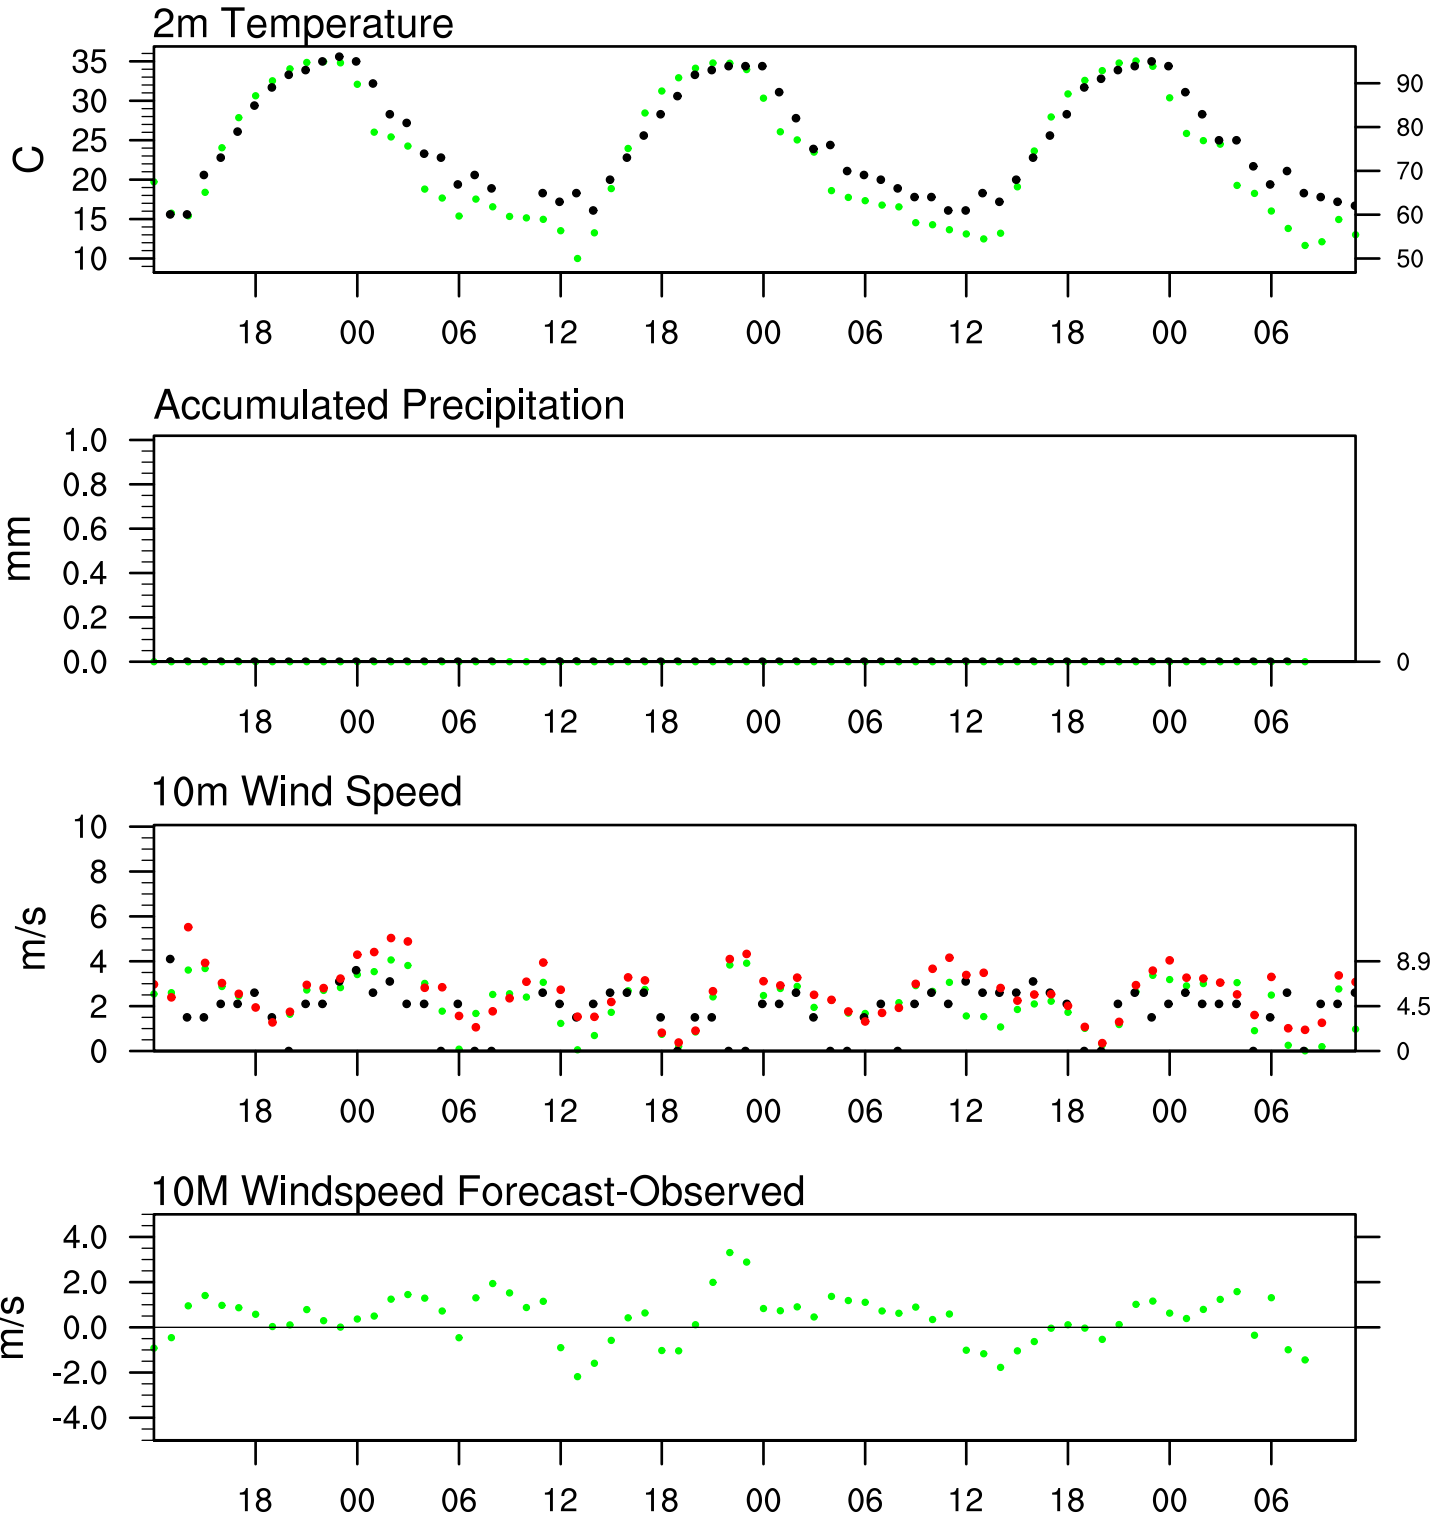 2m Temperature
35
30
25
20
15
10
C
90
80
70
60
50
18 00 06 12 18 00 06 12 18 00 06
Accumulated Precipitation
1.0
0.8
0.6
0.4
0.2
0.0
mm
0
18 00 06 12 18 00 06 12 18 00 06
10m Wind Speed
10
8
6
4
2
0
m/s
8.9
4.5
0
18 00 06 12 18 00 06 12 18 00 06
10M Windspeed Forecast-Observed
4.0
2.0
0.0
-2.0
-4.0
m/s
18 00 06 12 18 00 06 12 18 00 06